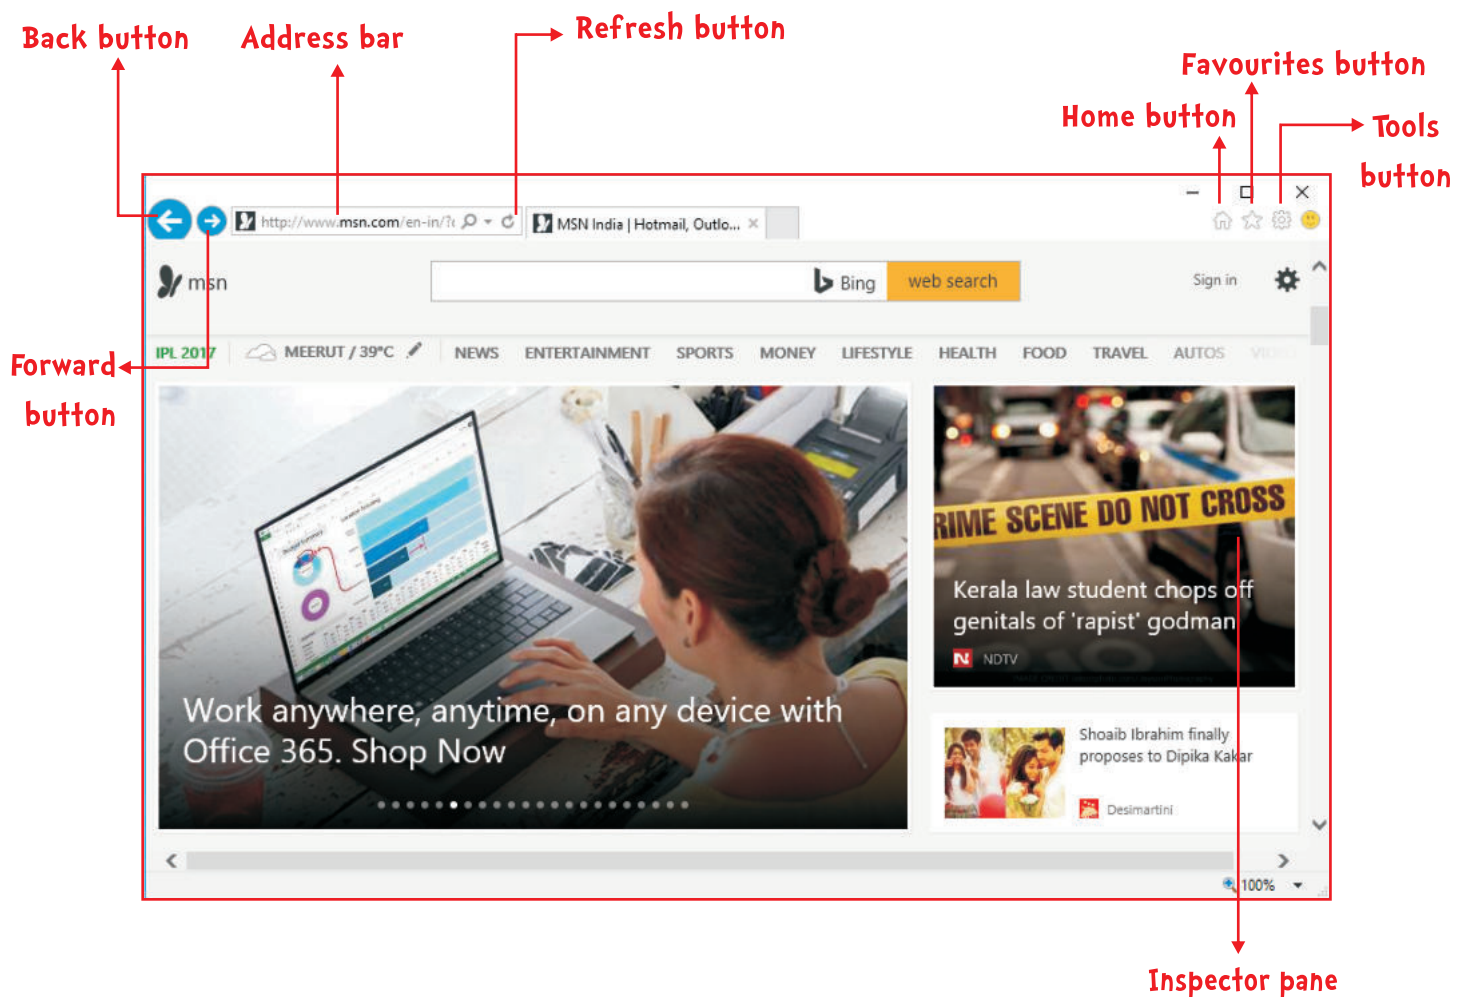 Back button
Address bar
Refresh button
Favourites button
Home button
Tools
button
http://www.msn.com/en-in/?
MSN India | Hotmail, Outlo...
msn
Bing
web search
Sign in
IPL 2017
MEERUT / 39°C
NEWS
ENTERTAINMENT
SPORTS
MONEY
LIFESTYLE
HEALTH
FOOD
TRAVEL
AUTOS
Forward
button
RIME SCENE DO NOT CROSS
Kerala law student chops off
genitals of 'rapist' godman
N NDTV
Work anywhere, anytime, on any device with
Office 365. Shop Now
Shoaib Ibrahim finally
proposes to Dipika Kakar
Desimartini
100%
Inspector pane